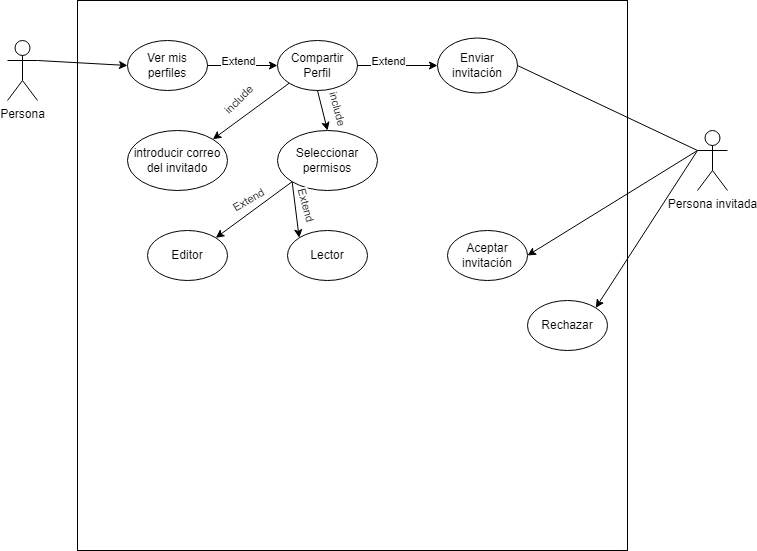 Persona
Ver mis
perfiles
Extend
Compartir
Perfil
Extend
Enviar
invitación
include
include
introducir correo
del invitado
Seleccionar
permisos
Persona invitada
Extend
Extend
Editor
Lector
Aceptar
invitación
Rechazar